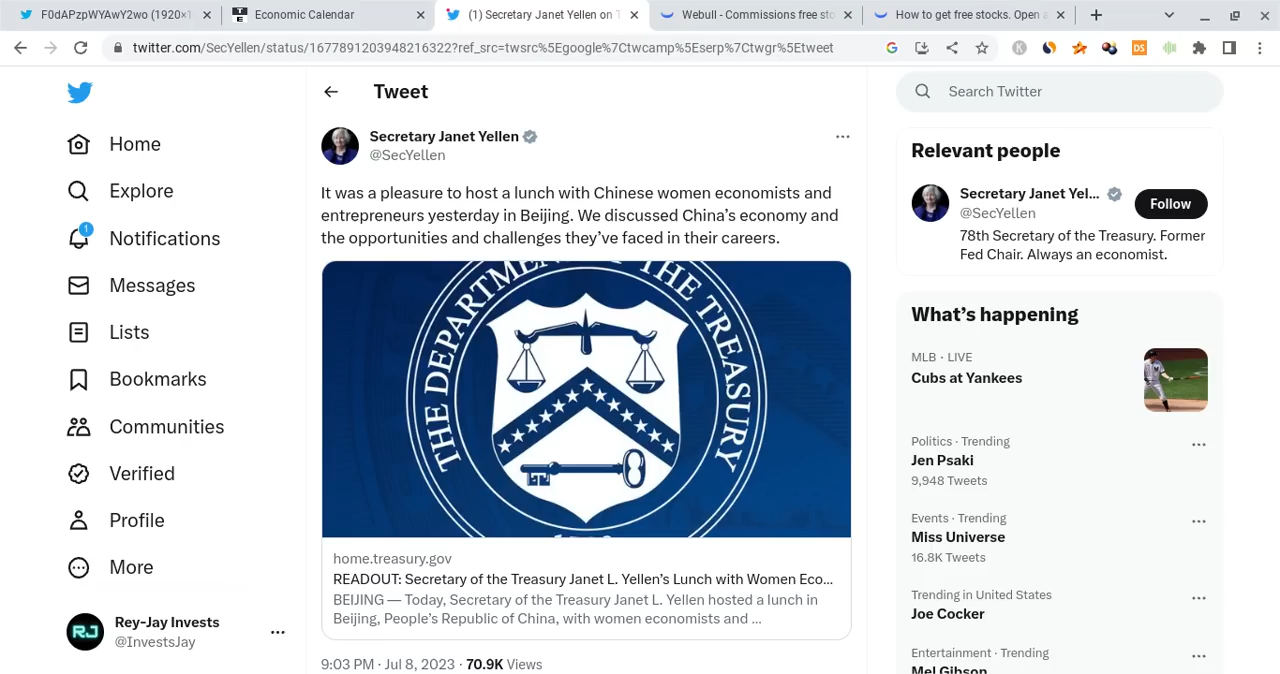 F0dAPzpWYAwY2wo (1920×1
Economic Calendar
(1) Secretary Janet Yellen on T
Webull - Commissions free sto
How to get free stocks. Open a
twitter.com/SecYellen/status/1677891203948216322?ref_src=twsrc%5Egoogle%7Ctwcamp%5Eserp%7Ctwgr%5Etweet
Home
Explore
1
Notifications
Messages
Lists
Bookmarks
Communities
Verified
Profile
More
RJ
Rey-Jay Invests
@InvestsJay
Tweet
Secretary Janet Yellen
@SecYellen
It was a pleasure to host a lunch with Chinese women economists and
entrepreneurs yesterday in Beijing. We discussed China's economy and
the opportunities and challenges they've faced in their careers.
THE DEPARTMENT OF THE TREASURY
home.treasury.gov
READOUT: Secretary of the Treasury Janet L. Yellen's Lunch with Women Eco...
BEIJING — Today, Secretary of the Treasury Janet L. Yellen hosted a lunch in
Beijing, People's Republic of China, with women economists and ...
9:03 PM · Jul 8, 2023 · 70.9K Views
Search Twitter
Relevant people
Secretary Janet Yel...
@SecYellen
Follow
78th Secretary of the Treasury. Former
Fed Chair. Always an economist.
What's happening
MLB · LIVE
Cubs at Yankees
Politics · Trending
Jen Psaki
9,948 Tweets
Events · Trending
Miss Universe
16.8K Tweets
Trending in United States
Joe Cocker
Entertainment · Trending
Mel Gibson